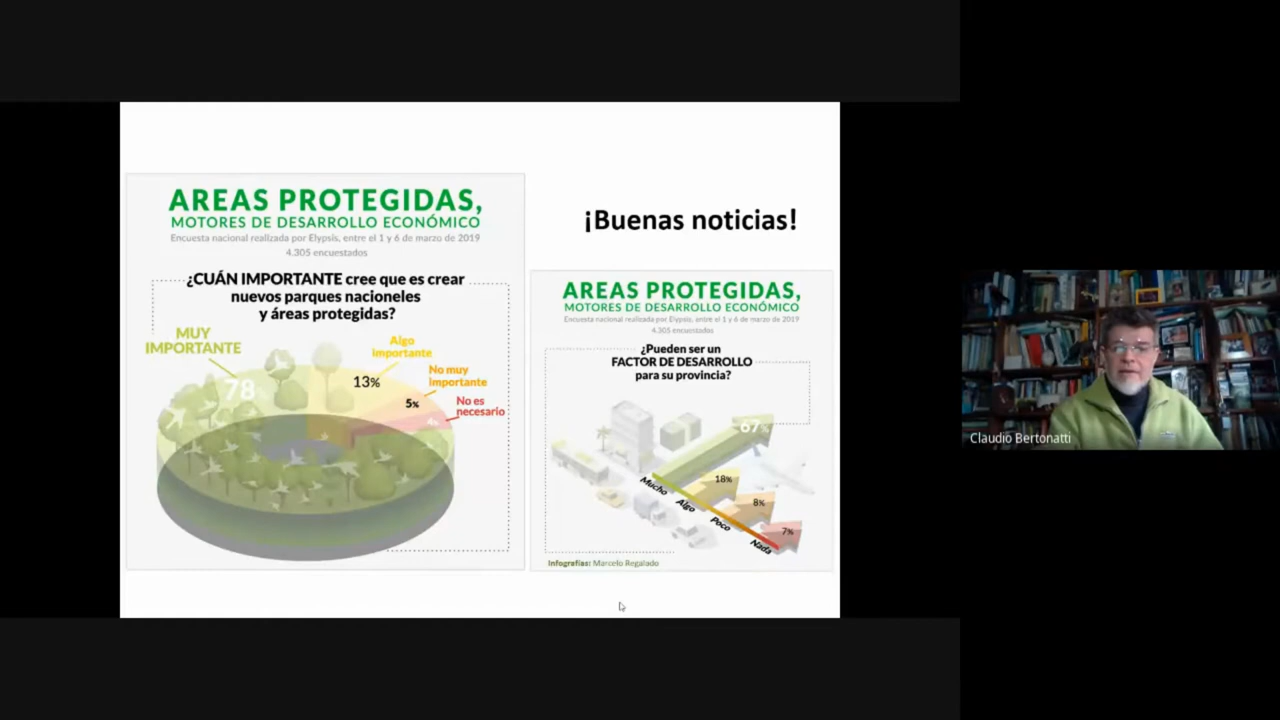 AREAS PROTEGIDAS,
MOTORES DE DESARROLLO ECONÓMICO
Encuesta nacional realizada por Elypsis, entre el 1 y 6 de marzo de 2019
4.305 encuestados
¿CUÁN IMPORTANTE cree que es crear
nuevos parques nacionales
y áreas protegidas?
MUY
IMPORTANTE
78
Algo
importante
13%
No muy
importante
5%
No es
necesario
4%
¡Buenas noticias!
AREAS PROTEGIDAS,
MOTORES DE DESARROLLO ECONÓMICO
Encuesta nacional realizada por Elypsis, entre el 1 y 6 de marzo de 2019
4.305 encuestados
¿Pueden ser un
FACTOR DE DESARROLLO
para su provincia?
67%
Mucho
18%
Algo
8%
Poco
7%
Nada
Infografías: Marcelo Regalado
Claudio Bertonatti